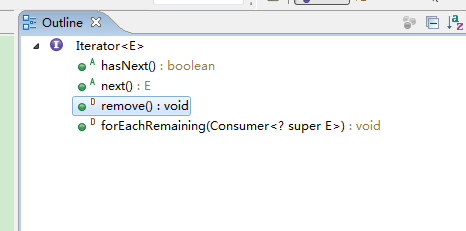 Outline
Iterator<E>
A hasNext() : boolean
A next() : E
D remove() : void
D forEachRemaining(Consumer<? super E>) : void